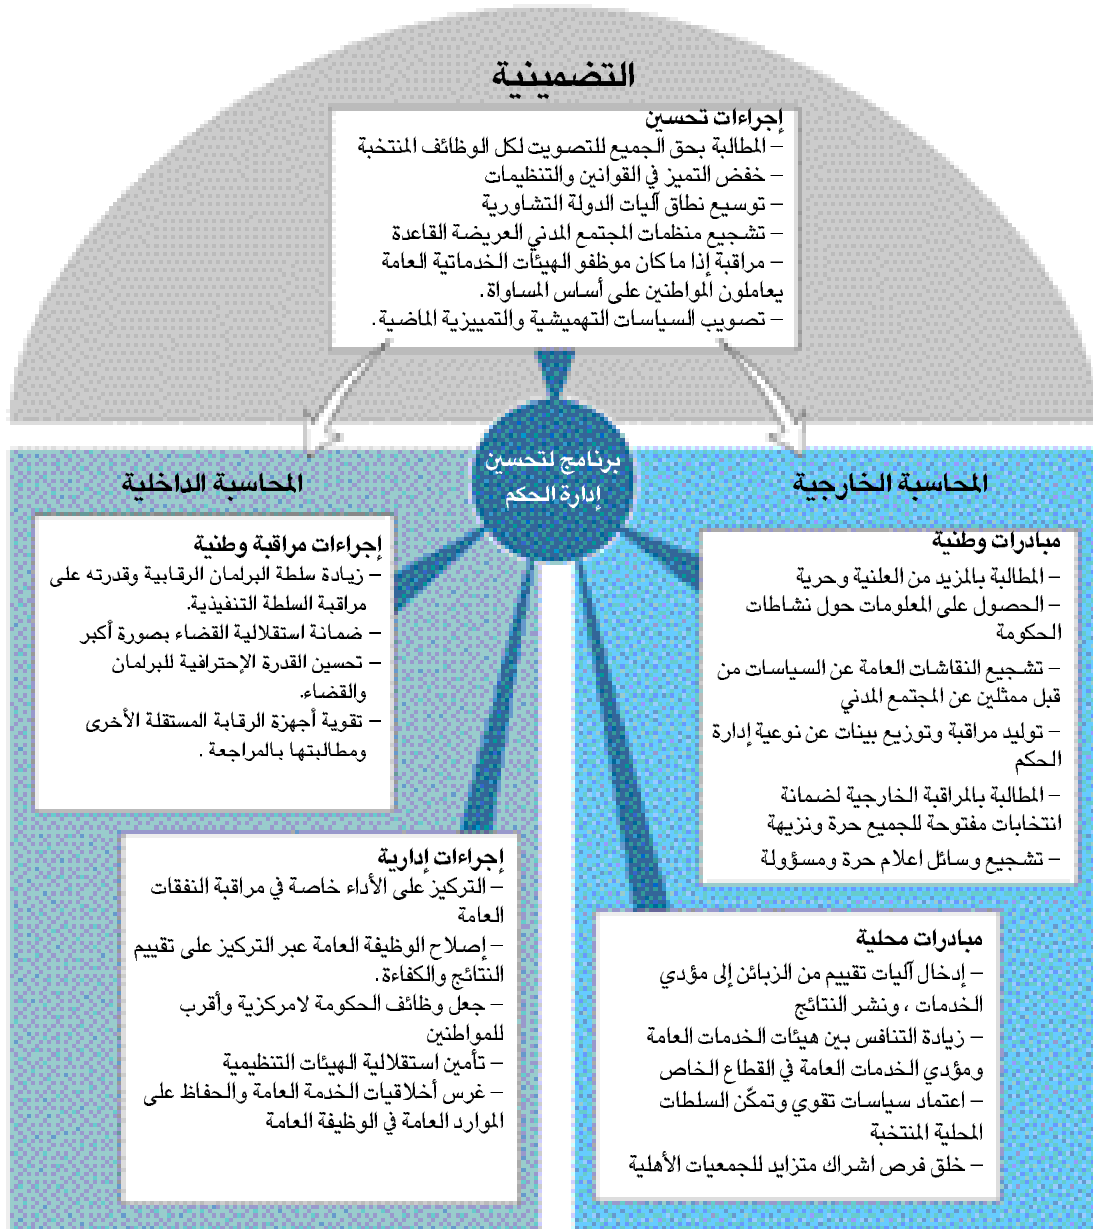 التضمينية
إجراءات تحسين
– المطالبة بحق الجميع للتصويت لكل الوظائف المنتخبة
– خفض التميز في القوانين والتنظيمات
– توسيع نطاق آليات الدولة التشاورية
– تشجيع منظمات المجتمع المدني العريضة القاعدة
– مراقبة إذا ما كان موظفو الهيئات الخدماتية العامة
يعاملون المواطنين على أساس المساواة.
– تصويب السياسات التهميشية والتمييزية الماضية.
برنامج لتحسين
إدارة الحكم
المحاسبة الخارجية
مبادرات وطنية
– المطالبة بالمزيد من العلنية وحرية
– الحصول على المعلومات حول نشاطات
الحكومة
– تشجيع النقاشات العامة عن السياسات من
قبل ممثلين عن المجتمع المدني
– توليد مراقبة وتوزيع بينات عن نوعية إدارة
الحكم
– المطالبة بالمراقبة الخارجية لضمانة
انتخابات مفتوحة للجميع حرة ونزيهة
– تشجيع وسائل اعلام حرة ومسؤولة
مبادرات محلية
– إدخال آليات تقييم من الزبائن إلى مؤدي
الخدمات ، ونشر النتائج
– زيادة التنافس بين هيئات الخدمات العامة
ومؤدي الخدمات العامة في القطاع الخاص
– اعتماد سياسات تقوي وتمكّن السلطات
المحلية المنتخبة
– خلق فرص اشراك متزايد للجمعيات الأهلية
المحاسبة الداخلية
إجراءات مراقبة وطنية
– زيادة سلطة البرلمان الرقابية وقدرته على
مراقبة السلطة التنفيذية.
– ضمانة استقلالية القضاء بصورة أكبر
– تحسين القدرة الإحترافية للبرلمان
والقضاء.
– تقوية أجهزة الرقابة المستقلة الأخرى
ومطالبتها بالمراجعة .
إجراءات إدارية
– التركيز على الأداء خاصة في مراقبة النفقات
العامة
– إصلاح الوظيفة العامة عبر التركيز على تقييم
النتائج والكفاءة.
– جعل وظائف الحكومة لامركزية وأقرب
للمواطنين
– تأمين استقلالية الهيئات التنظيمية
– غرس أخلاقيات الخدمة العامة والحفاظ على
الموارد العامة في الوظيفة العامة